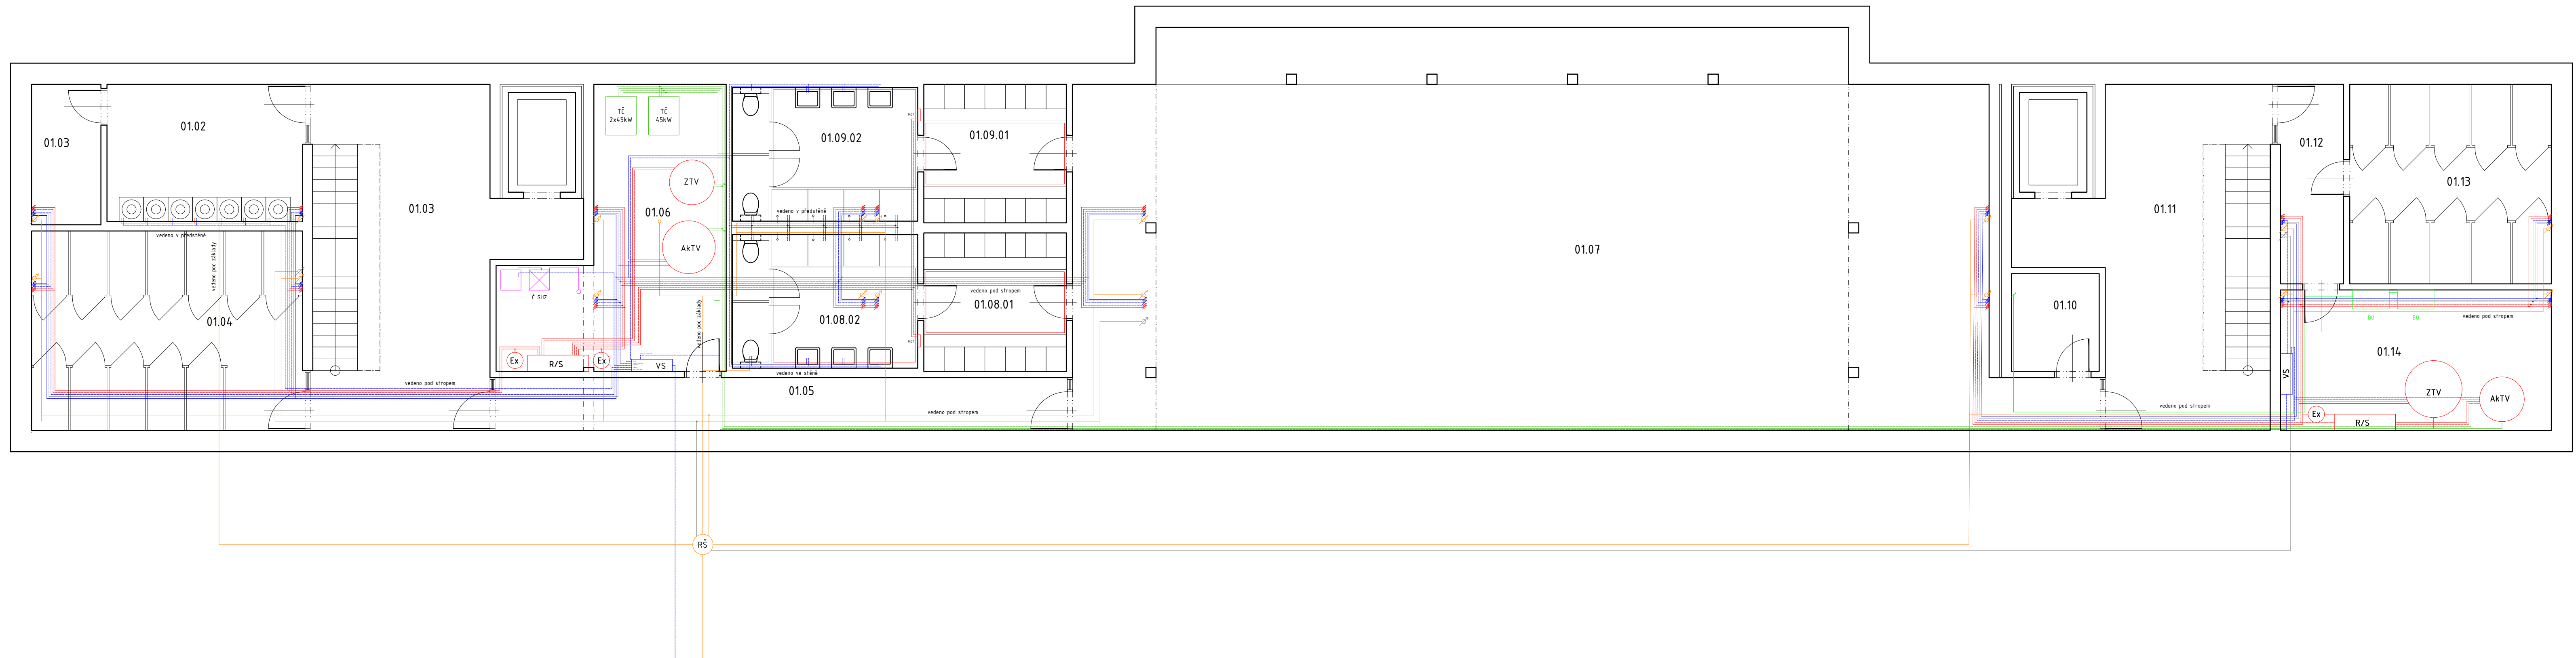 01.03
01.02
01.03
vedeno v předstěně
vedeno pod základy
01.04
vedeno pod stropem
TČ
2x45kW
TČ
45kW
ZTV
01.06
AkTV
Č SHZ
Ex
R/S
Ex
VS
vedeno pod základy
01.09.02
01.09.01
vedeno v předstěně
vedeno pod stropem
01.08.02
01.08.01
vedeno ve stěně
01.05
vedeno pod stropem
01.07
RŠ
01.10
01.11
01.12
01.13
BU
BU
vedeno pod stropem
01.14
VS
ZTV
AkTV
vedeno pod stropem
Ex
R/S